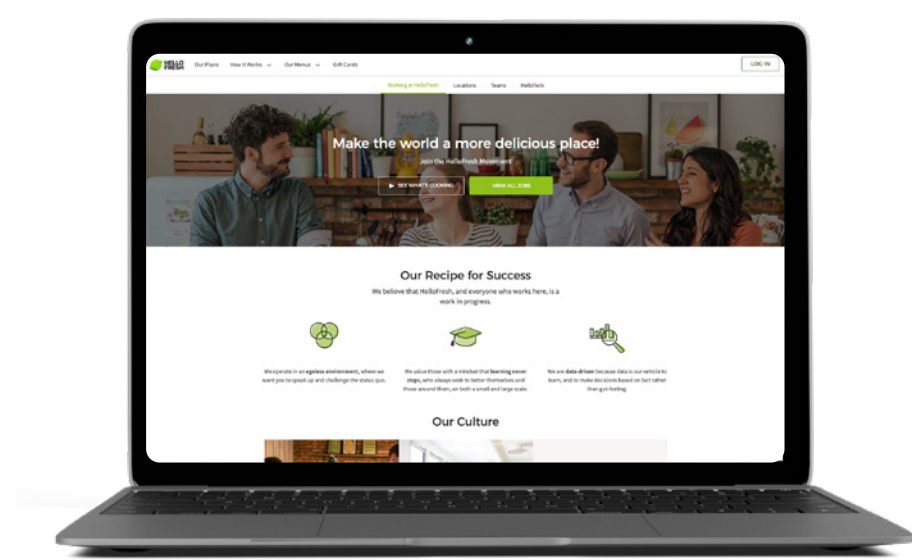 HELLO
FRESH
Our Plans
How It Works
Our Menus
Gift Cards
LOG IN
Working at HelloFresh
Locations
Teams
HelloTech
Make the world a more delicious place!
Join the HelloFresh Movement
SEE WHAT'S COOKING
VIEW ALL JOBS
Our Recipe for Success
We believe that HelloFresh, and everyone who works here, is a
work in progress.
We operate in an egoless environment, where we
want you to speak up and challenge the status quo.
We value those with a mindset that learning never
stops, who always seek to better themselves and
those around them, on both a small and large scale.
We are data-driven because data is our vehicle to
learn, and to make decisions based on fact rather
than gut-feeling.
Our Culture